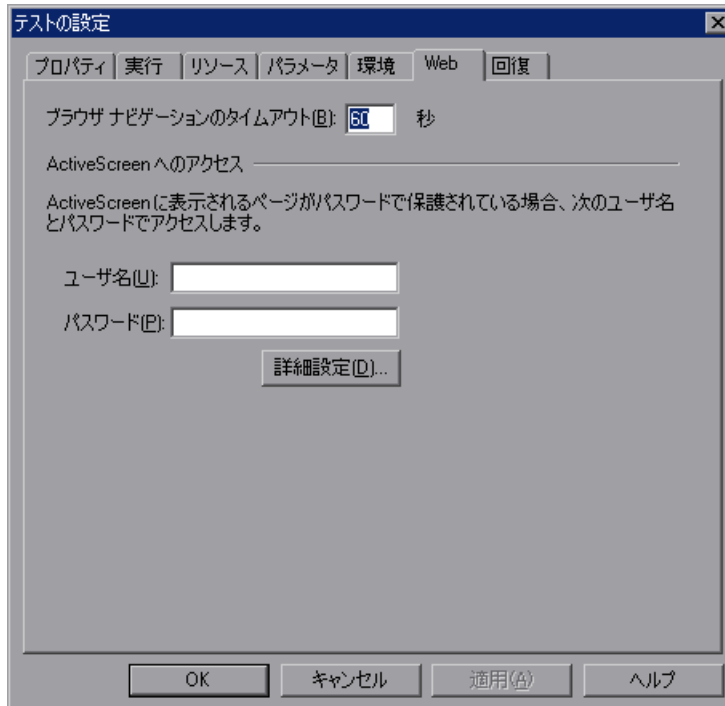 テストの設定
プロパティ 実行 リソース パラメータ 環境 Web 回復
ブラウザ ナビゲーションのタイムアウト(B): 60 秒
ActiveScreen へのアクセス
ActiveScreen に表示されるページがパスワードで保護されている場合、次のユーザ名
とパスワードでアクセスします。
ユーザ名(U):
パスワード(P):
詳細設定(D)...
OK キャンセル 適用(A) ヘルプ